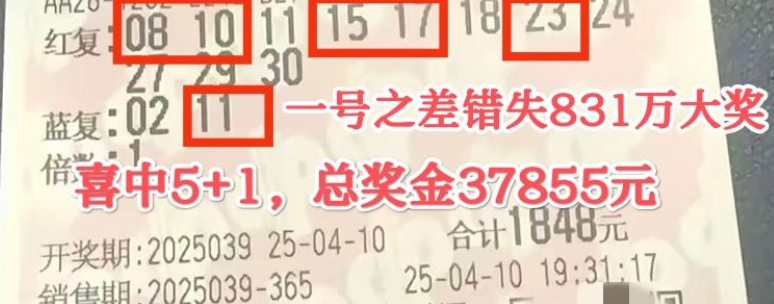 红复:08 10 11 15 17 18 23 24
27 29 30
蓝复:02 11 一号之差错失831万大奖
倍数:1
喜中5+1，总奖金37855元
开奖期:2025039 25-04-10 合计1848元
销售期:2025039-365 25-04-10 19:31:17